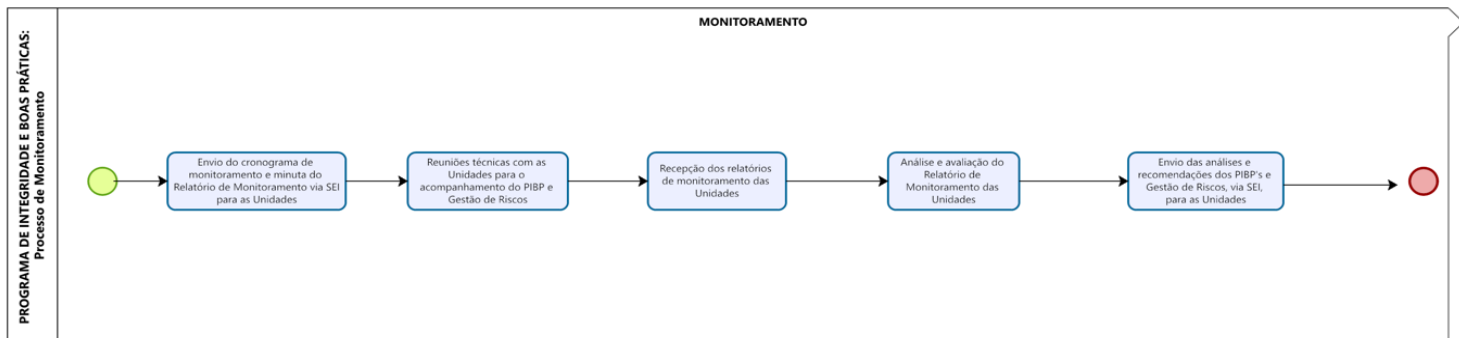 MONITORAMENTO
PROGRAMA DE INTEGRIDADE E BOAS PRÁTICAS:
Processo de Monitoramento
Envio do cronograma de
monitoramento e minuta do
Relatório de Monitoramento via SEI
para as Unidades
Reuniões técnicas com as
Unidades para o
acompanhamento do PIBP e
Gestão de Riscos
Recepção dos relatórios
de monitoramento das
Unidades
Análise e avaliação do
Relatório de
Monitoramento das
Unidades
Envio das análises e
recomendações dos PIBP's e
Gestão de Riscos, via SEI,
para as Unidades